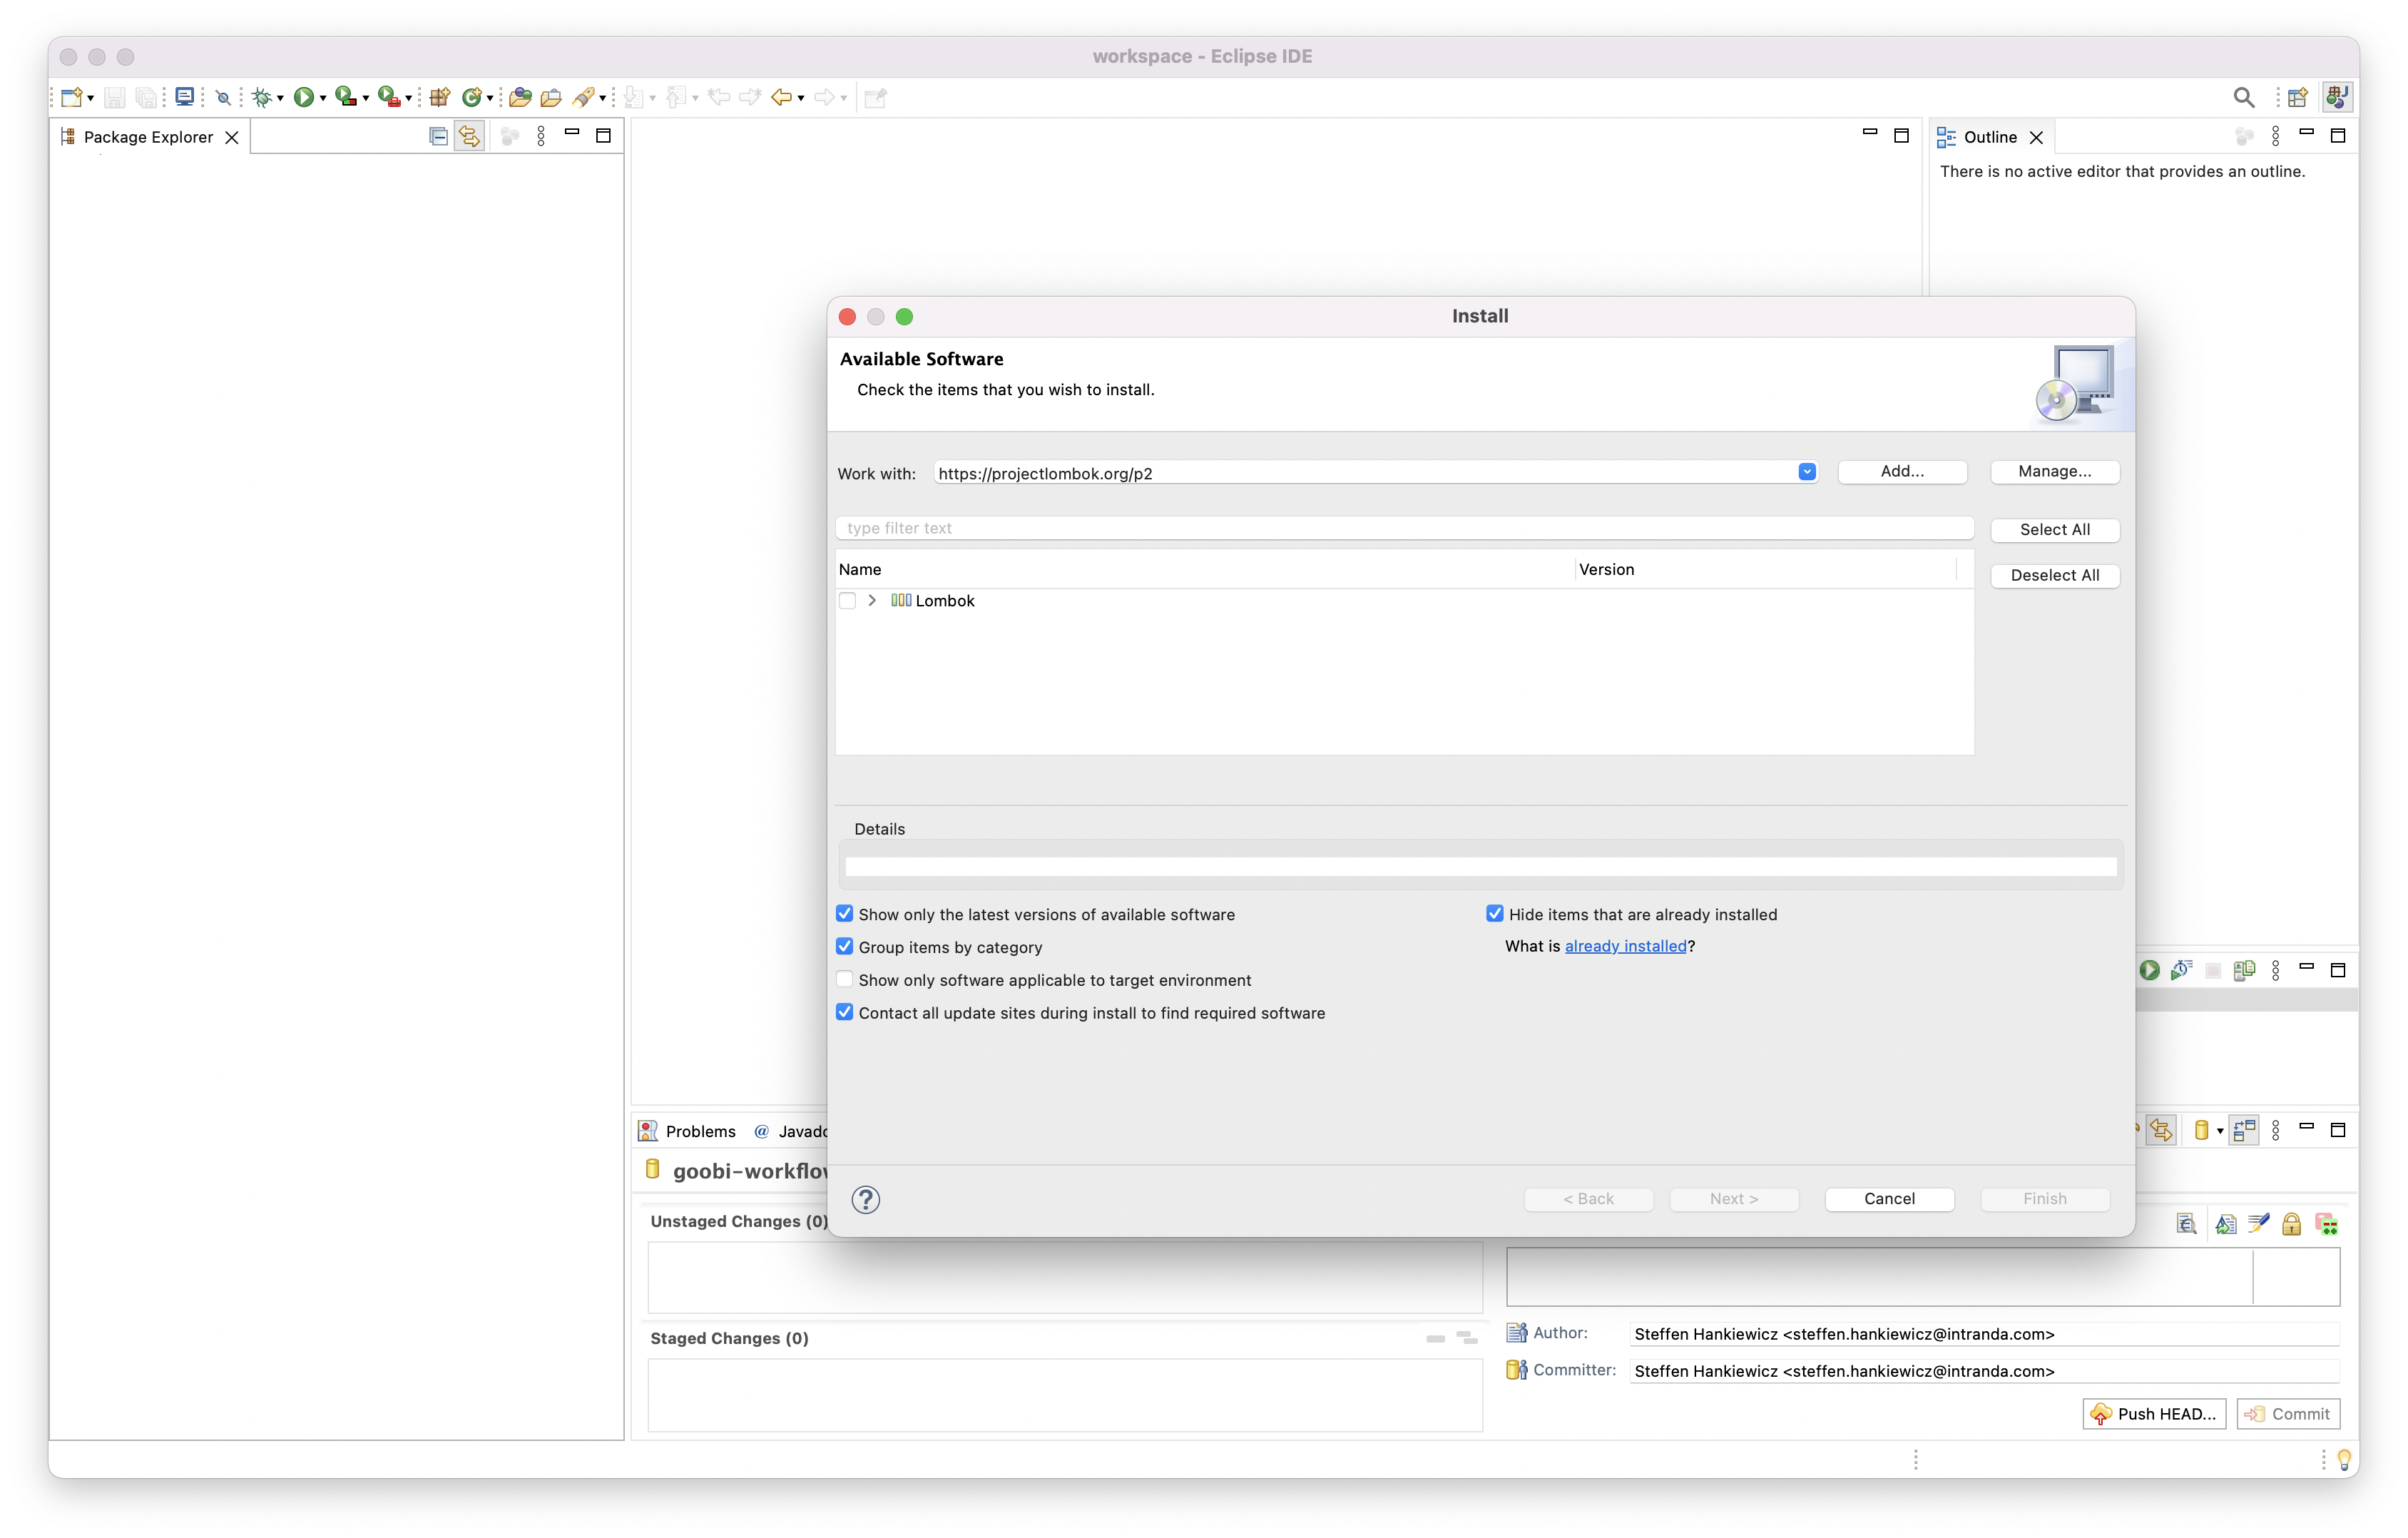 workspace - Eclipse IDE
Package Explorer
Outline
There is no active editor that provides an outline.
Install
Available Software
Check the items that you wish to install.
Work with:
https://projectlombok.org/p2
Add...
Manage...
type filter text
Select All
Name
Version
Deselect All
Lombok
Details
Show only the latest versions of available software
Hide items that are already installed
Group items by category
What is already installed?
Show only software applicable to target environment
Contact all update sites during install to find required software
Problems
@ Javado
goobi-workflow
?
< Back
Next >
Cancel
Finish
Unstaged Changes (0)
Staged Changes (0)
Author:
Steffen Hankiewicz <steffen.hankiewicz@intranda.com>
Committer:
Steffen Hankiewicz <steffen.hankiewicz@intranda.com>
Push HEAD...
Commit